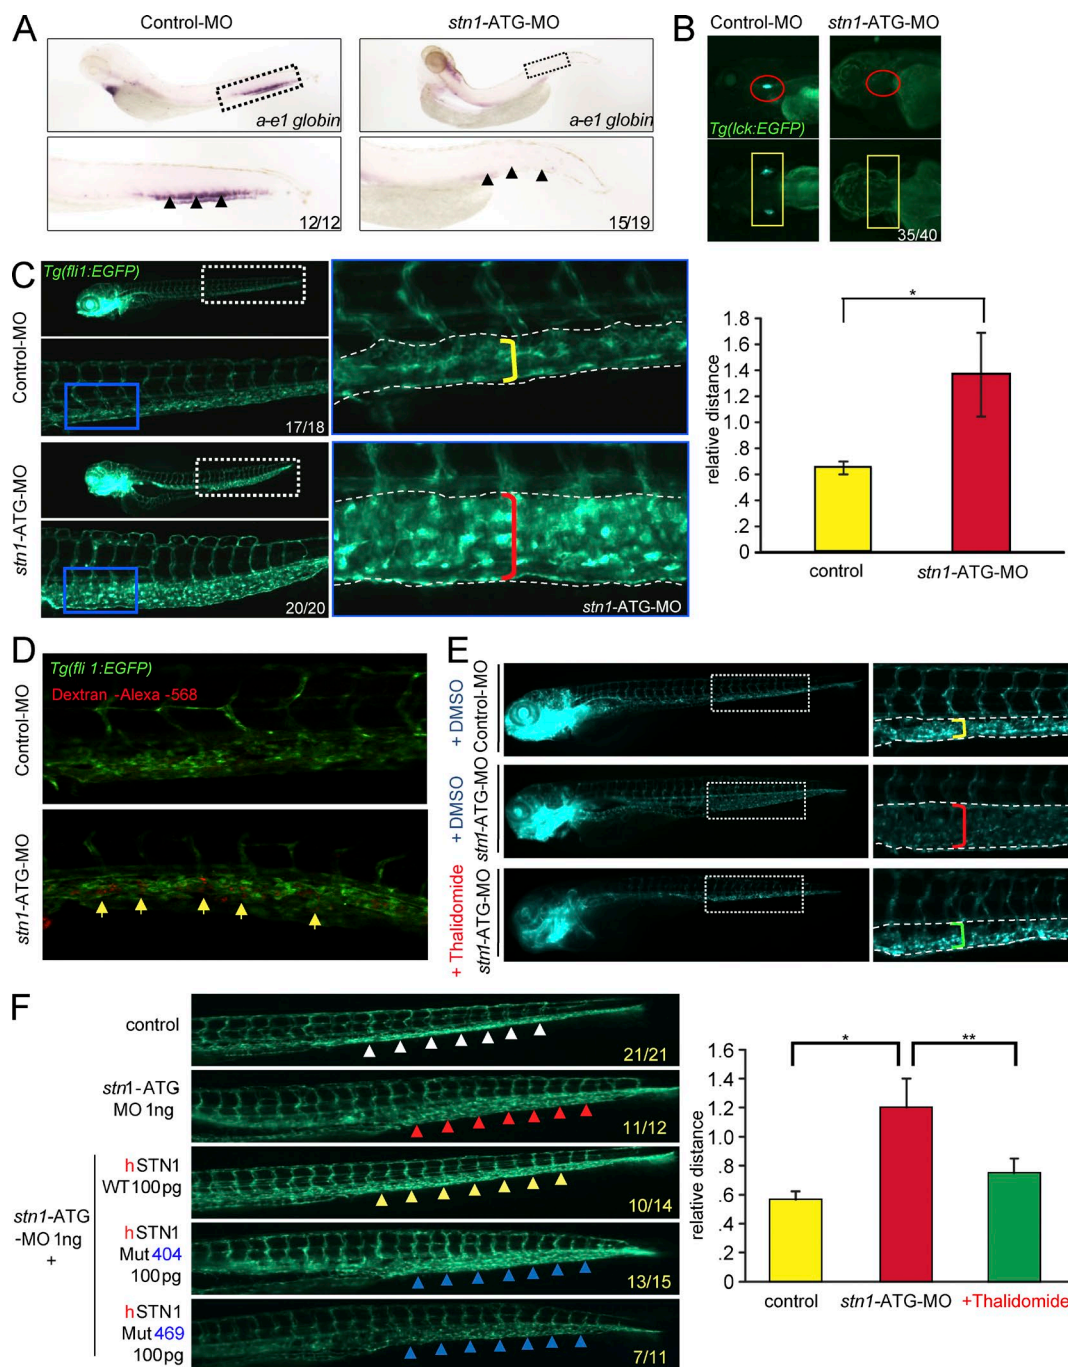 A
Control-MO
stn1-ATG-MO
a-e1 globin
a-e1 globin
12/12
15/19
B
Control-MO
stn1-ATG-MO
Tg(lck:EGFP)
35/40
C
Tg(fli1:EGFP)
Control-MO
17/18
stn1-ATG-MO
20/20
stn1-ATG-MO
*
relative distance
1.8
1.6
1.4
1.2
1.0
.8
.6
.4
.2
0
control
stn1-ATG-MO
D
Tg(fli 1:EGFP)
Dextran -Alexa -568
Control-MO
stn1-ATG-MO
E
+ DMSO
Control-MO
+ DMSO
stn1-ATG-MO
+ Thalidomide
stn1-ATG-MO
F
control
21/21
stn1-ATG
MO 1ng
11/12
stn1-ATG
-MO 1ng
+
hSTN1
WT 100pg
10/14
hSTN1
Mut 404
100pg
13/15
hSTN1
Mut 469
100pg
7/11
*
**
relative distance
1.6
1.4
1.2
1.0
.8
.6
.4
.2
0
control
stn1-ATG-MO
+Thalidomide